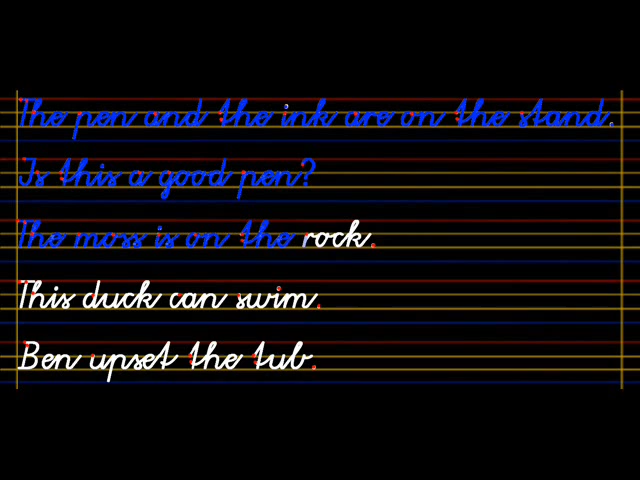 The pen and the ink are on the stand.
Is this a good pen?
The moss is on the rock.
This duck can swim.
Ben upset the tub.